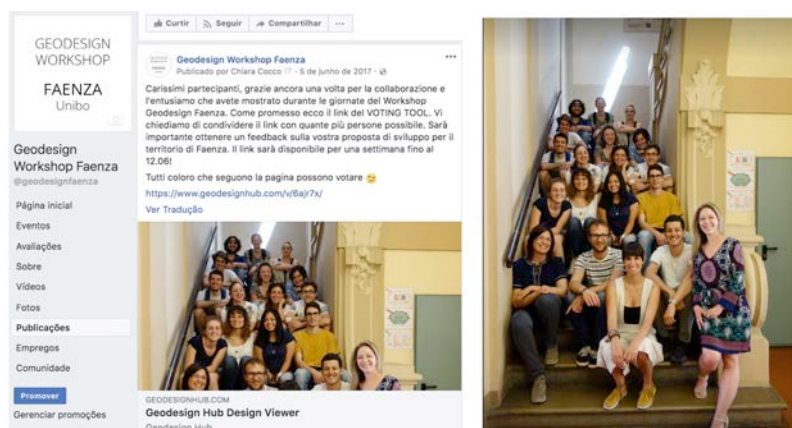 GEODESIGN
WORKSHOP
FAENZA
Unibo
Geodesign
Workshop Faenza
@geodesignfaenza
Página inicial
Eventos
Avaliações
Sobre
Vídeos
Fotos
Publicações
Empregos
Comunidade
Promover
Gerenciar promoções
Curtir
Seguir
Compartilhar
Geodesign Workshop Faenza
Publicado por Chiara Cocco · 5 de junho de 2017 ·
Carissimi partecipanti, grazie ancora una volta per la collaborazione e
l'entusiamo che avete mostrato durante le giornate del Workshop
Geodesign Faenza. Come promesso ecco il link del VOTING TOOL. Vi
chiediamo di condividere il link con quante più persone possibile. Sarà
importante ottenere un feedback sulla vostra proposta di sviluppo per il
territorio di Faenza. Il link sarà disponibile per una settimana fino al
12.06!
Tutti coloro che seguono la pagina possono votare
https://www.geodesignhub.com/v/6ajr7x/
Ver Tradução
GEODESIGNHUB.COM
Geodesign Hub Design Viewer
Geodesign Hub